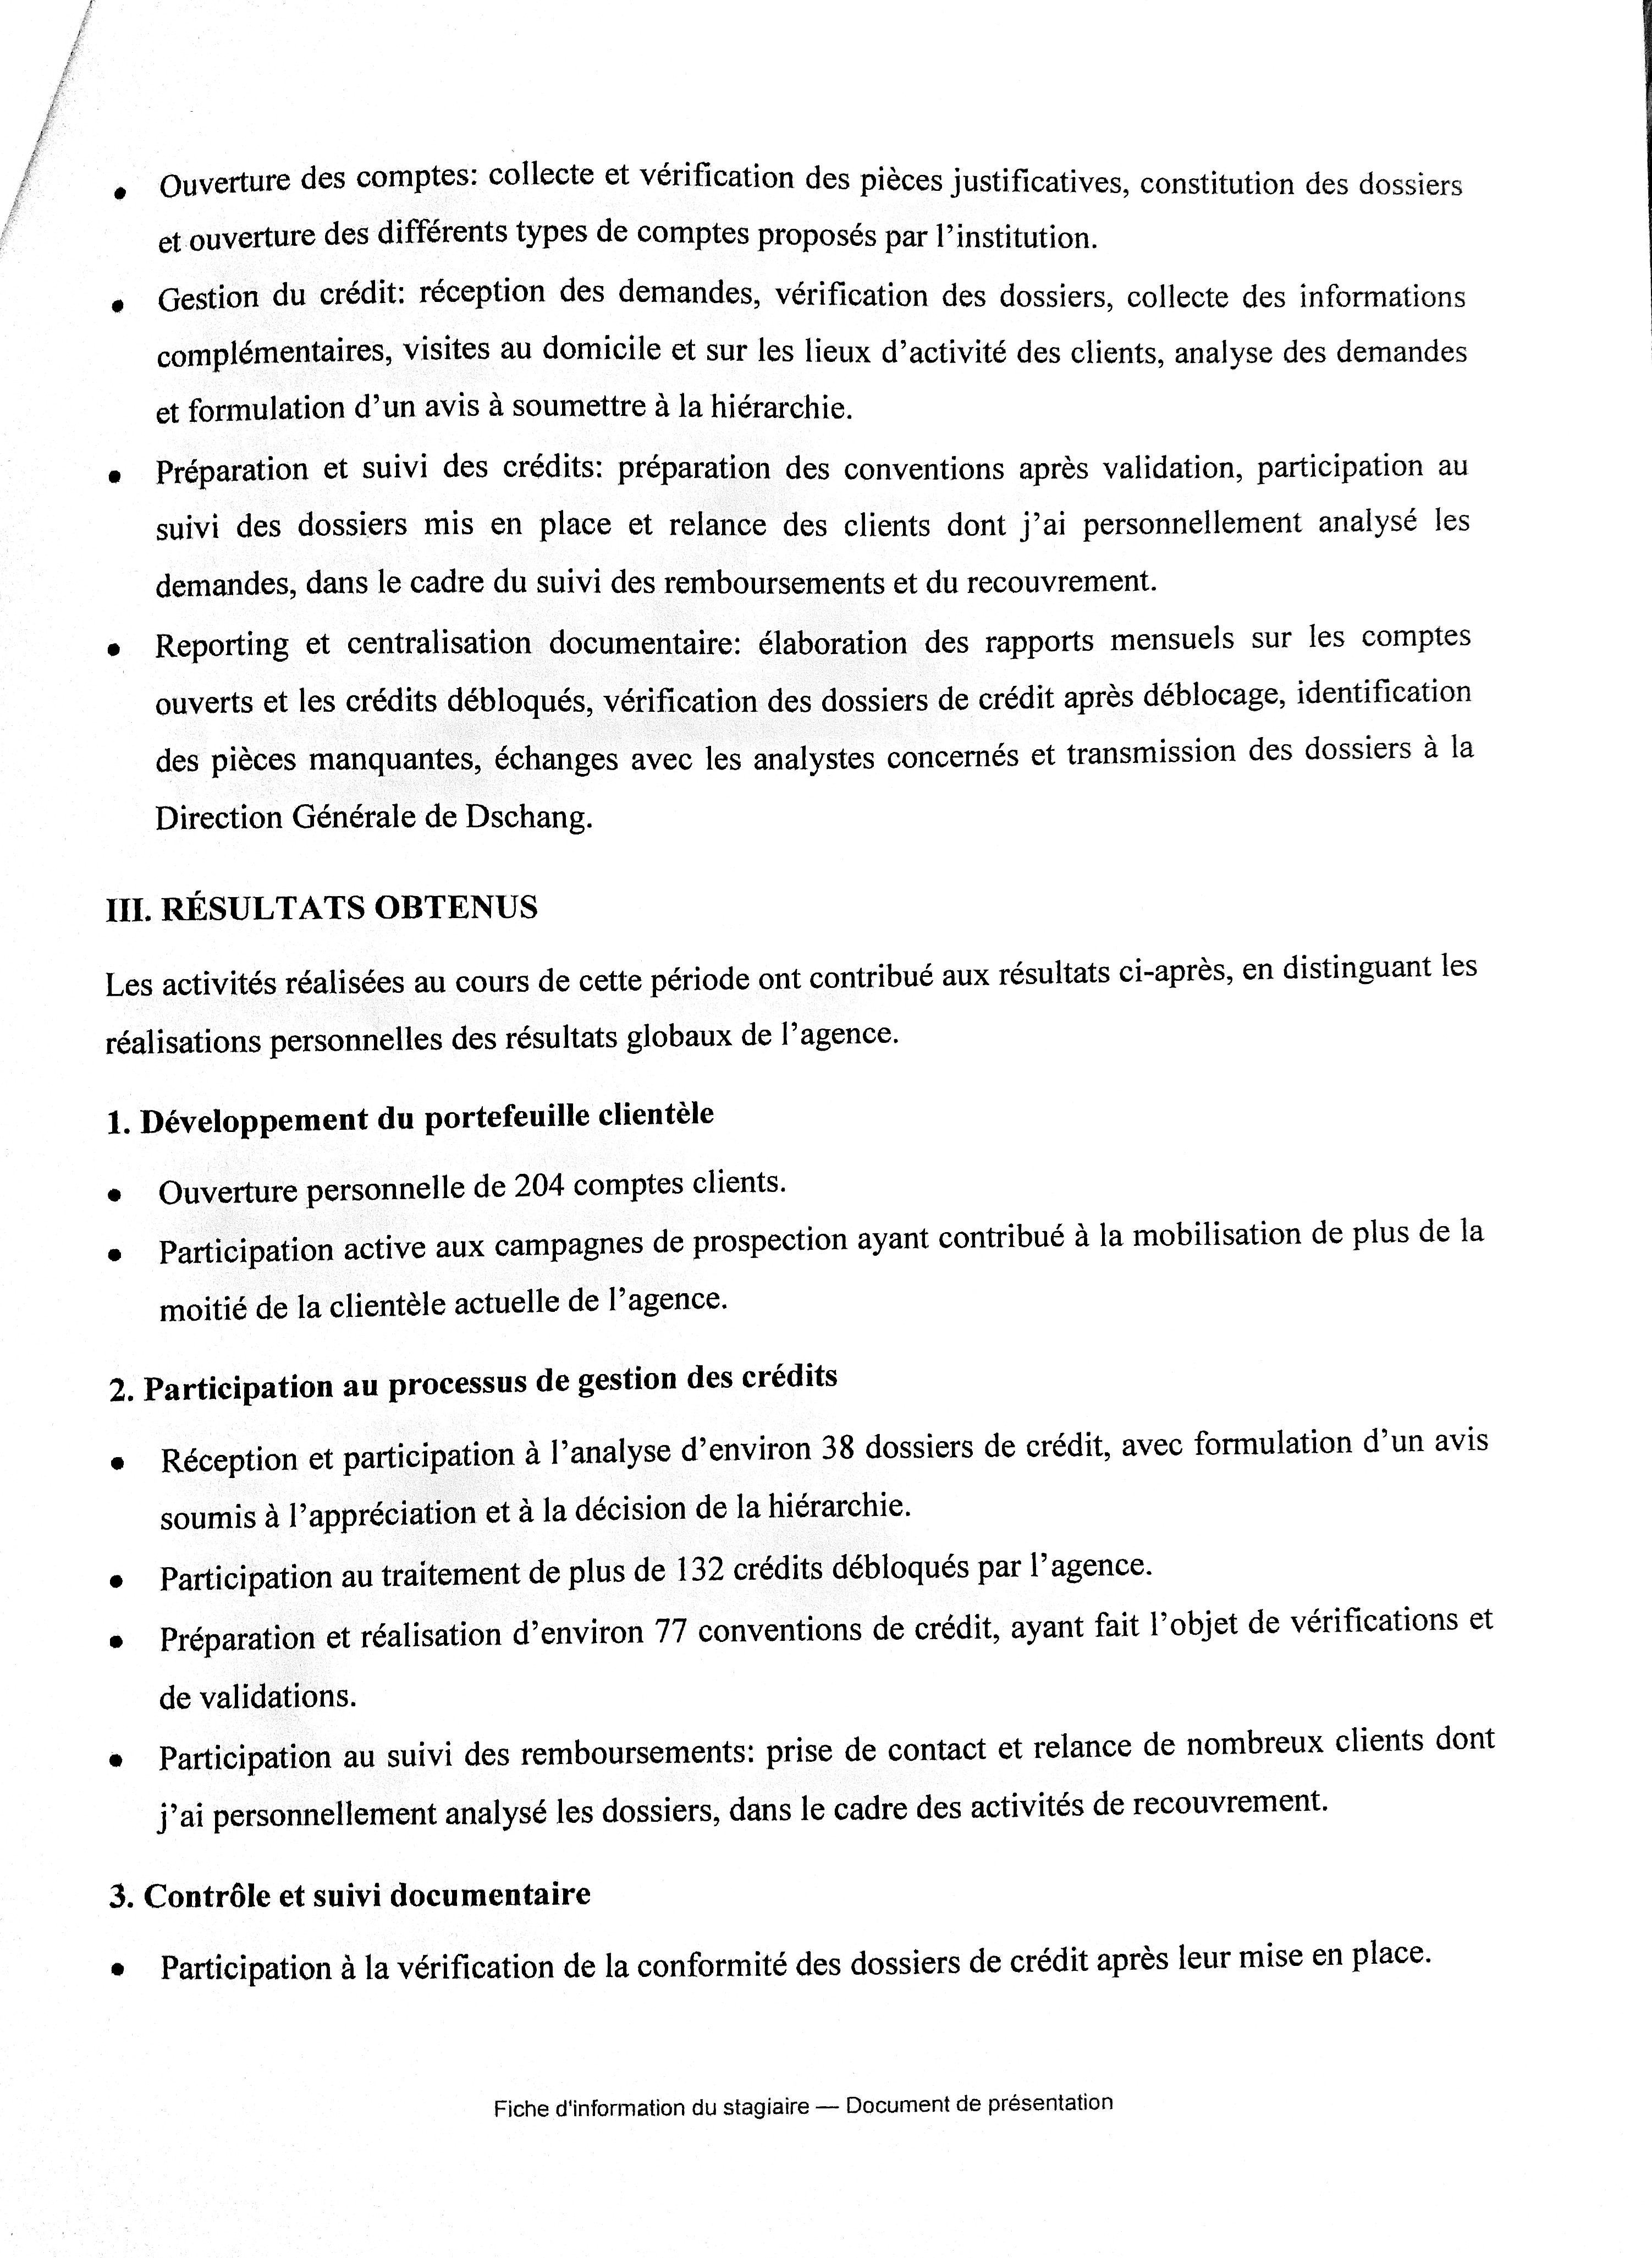 • Ouverture des comptes: collecte et vérification des pièces justificatives, constitution des dossiers
et ouverture des différents types de comptes proposés par l’institution.
• Gestion du crédit: réception des demandes, vérification des dossiers, collecte des informations
complémentaires, visites au domicile et sur les lieux d’activité des clients, analyse des demandes
et formulation d’un avis à soumettre à la hiérarchie.
• Préparation et suivi des crédits: préparation des conventions après validation, participation au
suivi des dossiers mis en place et relance des clients dont j’ai personnellement analysé les
demandes, dans le cadre du suivi des remboursements et du recouvrement.
• Reporting et centralisation documentaire: élaboration des rapports mensuels sur les comptes
ouverts et les crédits débloqués, vérification des dossiers de crédit après déblocage, identification
des pièces manquantes, échanges avec les analystes concernés et transmission des dossiers à la
Direction Générale de Dschang.
III. RÉSULTATS OBTENUS
Les activités réalisées au cours de cette période ont contribué aux résultats ci-après, en distinguant les
réalisations personnelles des résultats globaux de l’agence.
1. Développement du portefeuille clientèle
• Ouverture personnelle de 204 comptes clients.
• Participation active aux campagnes de prospection ayant contribué à la mobilisation de plus de la
moitié de la clientèle actuelle de l’agence.
2. Participation au processus de gestion des crédits
• Réception et participation à l’analyse d’environ 38 dossiers de crédit, avec formulation d’un avis
soumis à l’appréciation et à la décision de la hiérarchie.
• Participation au traitement de plus de 132 crédits débloqués par l’agence.
• Préparation et réalisation d’environ 77 conventions de crédit, ayant fait l’objet de vérifications et
de validations.
• Participation au suivi des remboursements: prise de contact et relance de nombreux clients dont
j’ai personnellement analysé les dossiers, dans le cadre des activités de recouvrement.
3. Contrôle et suivi documentaire
• Participation à la vérification de la conformité des dossiers de crédit après leur mise en place.
Fiche d'information du stagiaire — Document de présentation